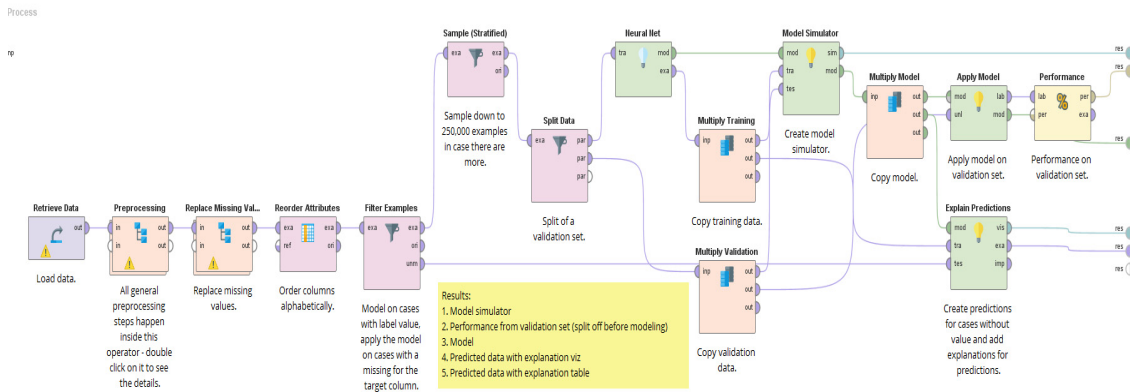 Process
np
Sample (Stratified)
exa
exa
ori
Sample down to
250,000 examples
in case there are
more.
Neural Net
tra
mod
exa
Model Simulator
mod
sim
tra
mod
tes
Create model
simulator.
Multiply Model
inp
out
out
out
Copy model.
Apply Model
mod
lab
unl
mod
Apply model on
validation set.
Performance
%
lab
per
per
exa
Performance on
validation set.
res
res
res
Split Data
exa
par
par
par
Split of a
validation set.
Multiply Training
inp
out
out
out
Copy training data.
Retrieve Data
out
Load data.
Preprocessing
in
out
in
out
All general
preprocessing
steps happen
inside this
operator - double
click on it to see
the details.
Replace Missing Val...
in
out
in
out
Replace missing
values.
Reorder Attributes
exa
exa
ref
ori
Order columns
alphabetically.
Filter Examples
exa
exa
ori
unm
Model on cases
with label value,
apply the model
on cases with a
missing for the
target column.
Multiply Validation
inp
out
out
out
Copy validation
data.
Explain Predictions
mod
vis
tra
exa
tes
imp
Create predictions
for cases without
value and add
explanations for
predictions.
res
res
res
Results:
1. Model simulator
2. Performance from validation set (split off before modeling)
3. Model
4. Predicted data with explanation viz
5. Predicted data with explanation table